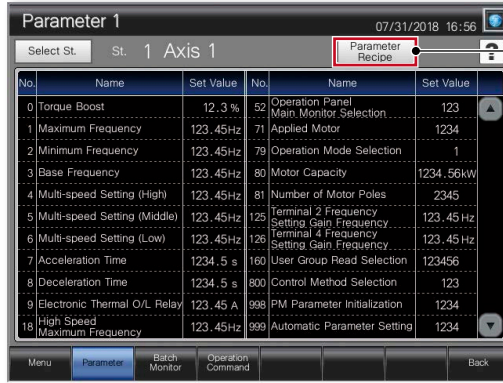 Parameter 1
07/31/2018 16:56
Select St.
St. 1 Axis 1
Parameter
Recipe
?
No. Name Set Value No. Name Set Value
0 Torque Boost 12.3 % 52 Operation Panel
Main Monitor Selection 123
1 Maximum Frequency 123.45Hz 71 Applied Motor 1234
2 Minimum Frequency 123.45Hz 79 Operation Mode Selection 1
3 Base Frequency 123.45Hz 80 Motor Capacity 1234.56kW
4 Multi-speed Setting (High) 123.45Hz 81 Number of Motor Poles 2345
5 Multi-speed Setting (Middle) 123.45Hz 125 Terminal 2 Frequency
Setting Gain Frequency 123.45Hz
6 Multi-speed Setting (Low) 123.45Hz 126 Terminal 4 Frequency
Setting Gain Frequency 123.45Hz
7 Acceleration Time 1234.5 s 160 User Group Read Selection 123456
8 Deceleration Time 1234.5 s 800 Control Method Selection 123
9 Electronic Thermal O/L Relay 123.45 A 998 PM Parameter Initialization 1234
18 High Speed
Maximum Frequency 123.45Hz 999 Automatic Parameter Setting 1234
Menu Parameter Batch
Monitor Operation
Command Back